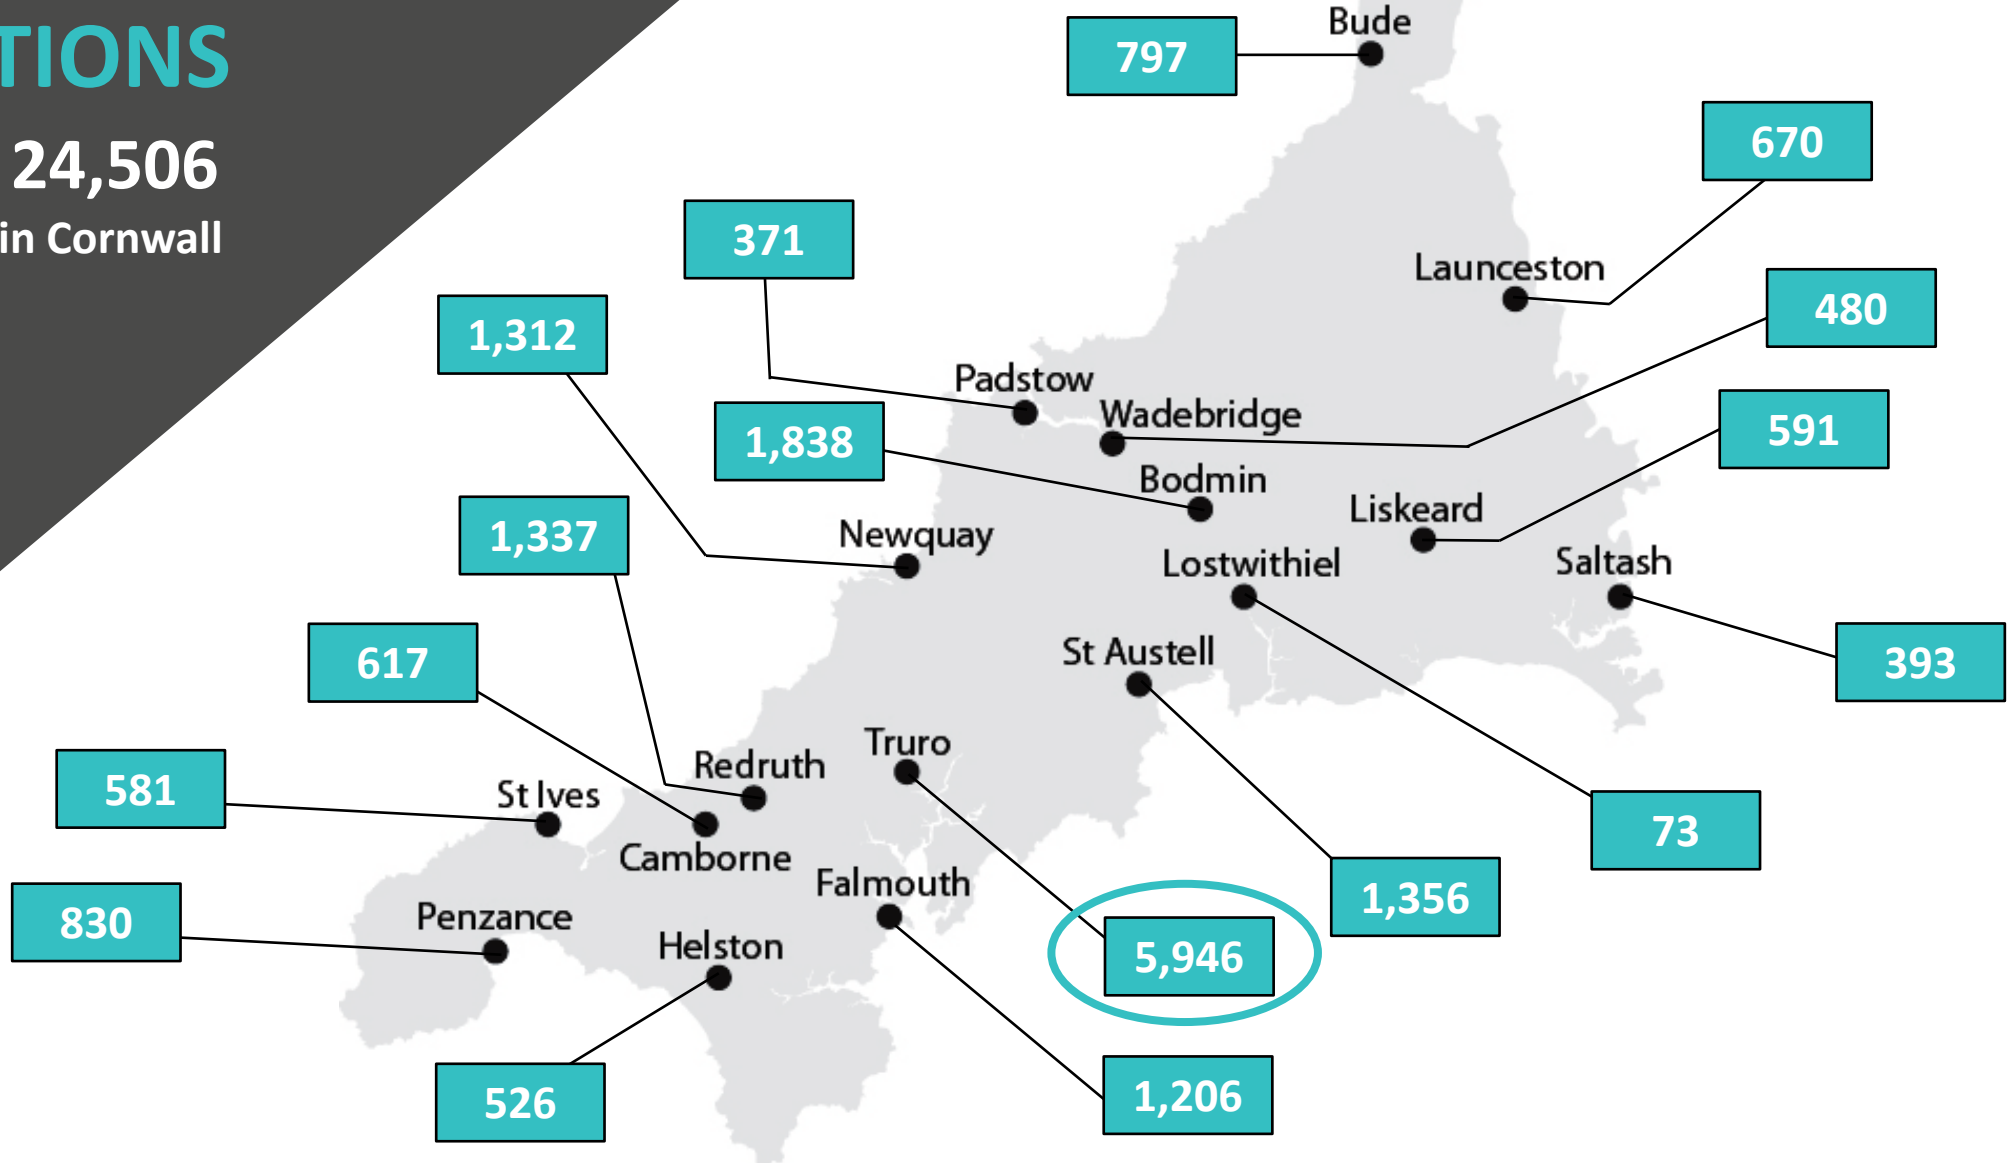 TIONS
24,506
in Cornwall
Bude
797
670
Launceston
371
480
1,312
Padstow
Wadebridge
591
1,838
Bodmin
Liskeard
1,337
Newquay
Lostwithiel
Saltash
617
St Austell
393
Truro
Redruth
581
St Ives
73
Camborne
Falmouth
1,356
830
Penzance
Helston
5,946
526
1,206